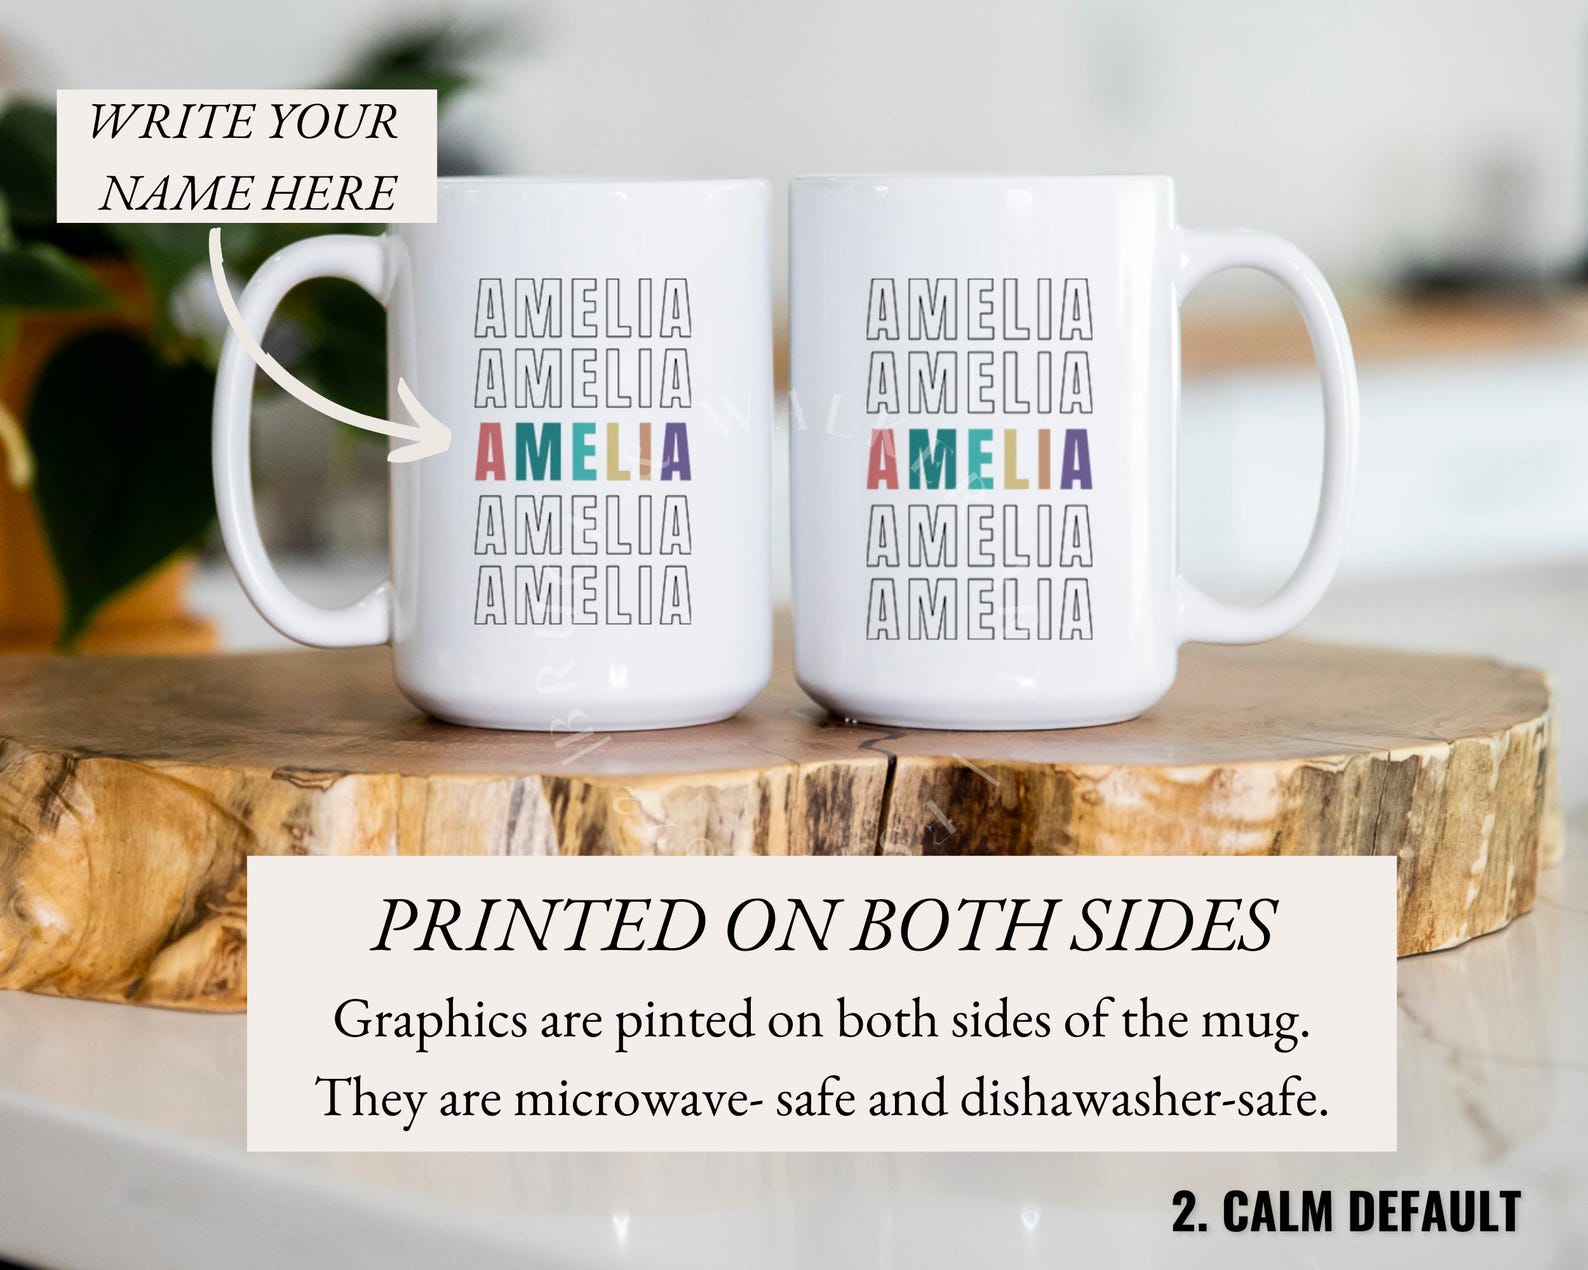 WRITE YOUR
NAME HERE
AMELIA
AMELIA
AMELIA
AMELIA
AMELIA
AMELIA
AMELIA
AMELIA
AMELIA
AMELIA
PRINTED ON BOTH SIDES
Graphics are pinted on both sides of the mug.
They are microwave- safe and dishawasher-safe.
2. CALM DEFAULT